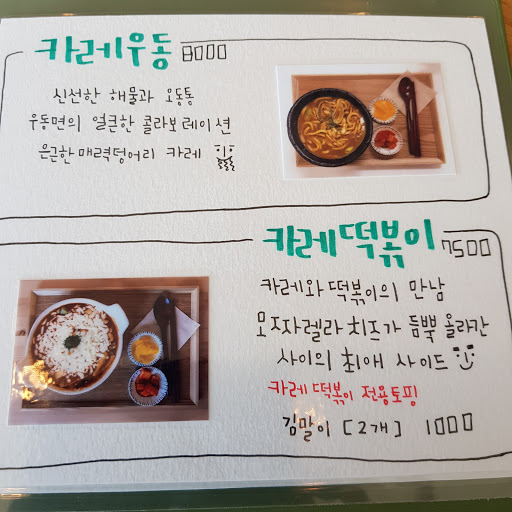 카레우동 8000
신선한 해물과 오동통
우동면의 얼큰한 콜라보레이션
은근한 매력덩어리 카레
카레떡볶이 7500
카레와 떡볶이의 만남
모짜렐라 치즈가 듬뿍 올라간
사이의 최애 사이드
카레 떡볶이 전용토핑
김말이 [2개] 1000